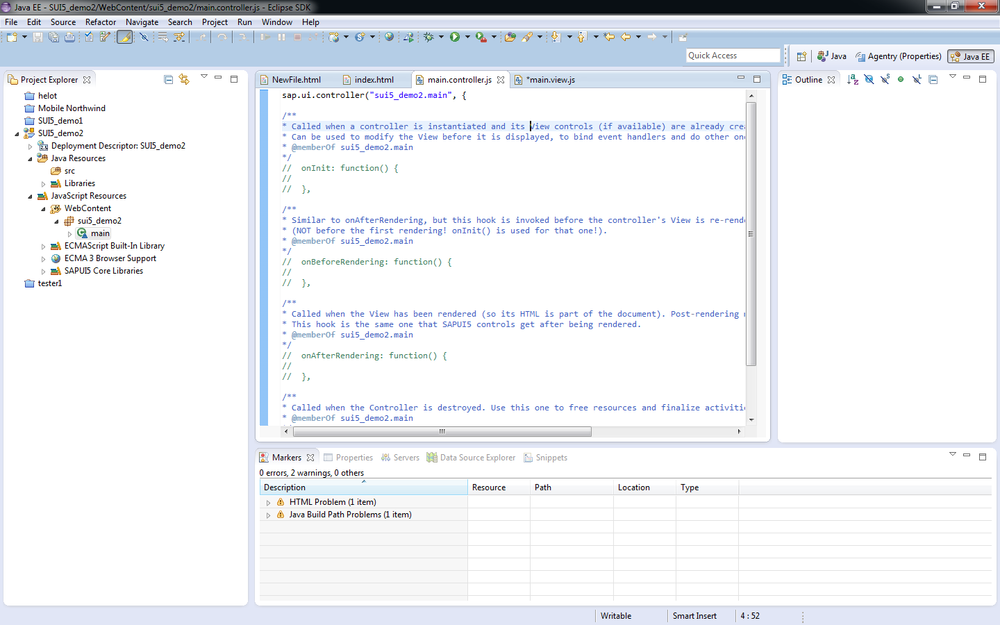 Java EE - SUI5_demo2/WebContent/sui5_demo2/main.controller.js - Eclipse SDK
File Edit Source Refactor Navigate Search Project Run Window Help
Quick Access
Java Agentry (Properties) Java EE
Project Explorer
helot
Mobile Northwind
SUI5_demo1
SUI5_demo2
Deployment Descriptor: SUI5_demo2
Java Resources
src
Libraries
JavaScript Resources
WebContent
sui5_demo2
main
ECMAScript Built-In Library
ECMA 3 Browser Support
SAPUI5 Core Libraries
tester1
NewFile.html index.html main.controller.js *main.view.js
sap.ui.controller("sui5_demo2.main", {
/**
* Called when a controller is instantiated and its View controls (if available) are already crea
* Can be used to modify the View before it is displayed, to bind event handlers and do other one
* @memberOf sui5_demo2.main
*/
//  onInit: function() {
//
//  },
/**
* Similar to onAfterRendering, but this hook is invoked before the controller's View is re-rende
* (NOT before the first rendering! onInit() is used for that one!).
* @memberOf sui5_demo2.main
*/
//  onBeforeRendering: function() {
//
//  },
/**
* Called when the View has been rendered (so its HTML is part of the document). Post-rendering
* This hook is the same one that SAPUI5 controls get after being rendered.
* @memberOf sui5_demo2.main
*/
//  onAfterRendering: function() {
//
//  },
/**
* Called when the Controller is destroyed. Use this one to free resources and finalize activitie
* @memberOf sui5_demo2.main
Outline
Markers Properties Servers Data Source Explorer Snippets
0 errors, 2 warnings, 0 others
Description Resource Path Location Type
HTML Problem (1 item)
Java Build Path Problems (1 item)
Writable Smart Insert 4 : 52